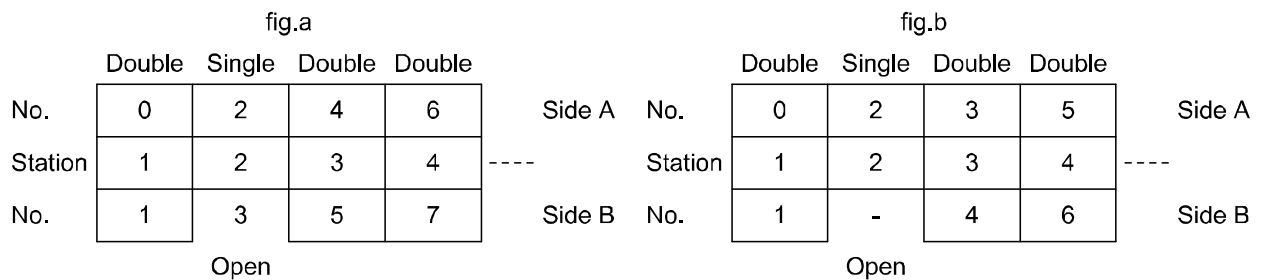 fig.a
Double Single Double Double
No. 0 2 4 6 Side A
Station 1 2 3 4 ----
No. 1 3 5 7 Side B
Open
fig.b
Double Single Double Double
No. 0 2 3 5 Side A
Station 1 2 3 4 ----
No. 1 - 4 6 Side B
Open